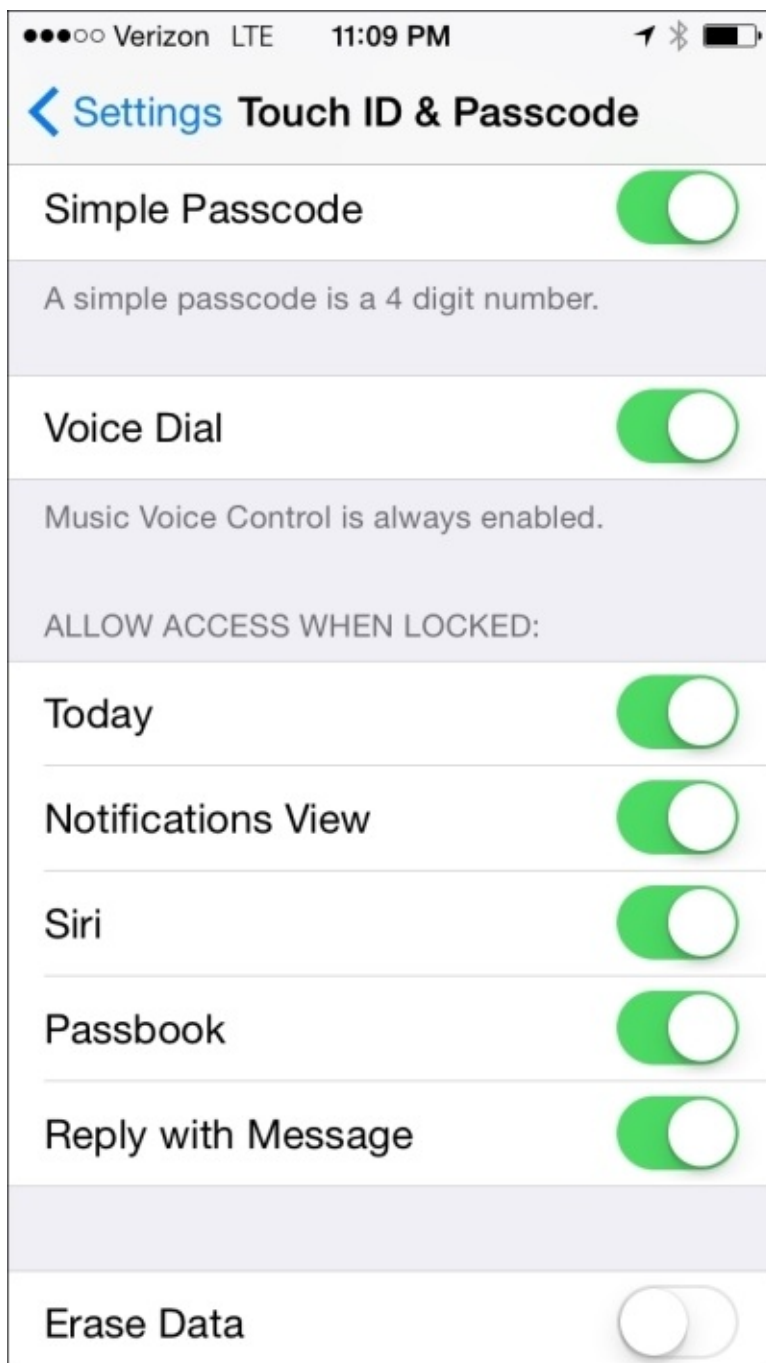 Verizon LTE 11:09 PM
Settings Touch ID & Passcode
Simple Passcode
A simple passcode is a 4 digit number.
Voice Dial
Music Voice Control is always enabled.
ALLOW ACCESS WHEN LOCKED:
Today
Notifications View
Siri
Passbook
Reply with Message
Erase Data